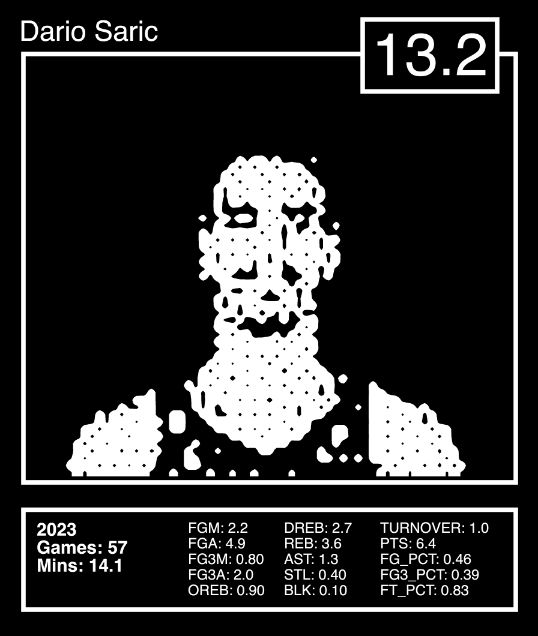 Dario Saric
13.2
2023
Games: 57
Mins: 14.1
FGM: 2.2
FGA: 4.9
FG3M: 0.80
FG3A: 2.0
OREB: 0.90
DREB: 2.7
REB: 3.6
AST: 1.3
STL: 0.40
BLK: 0.10
TURNOVER: 1.0
PTS: 6.4
FG_PCT: 0.46
FG3_PCT: 0.39
FT_PCT: 0.83